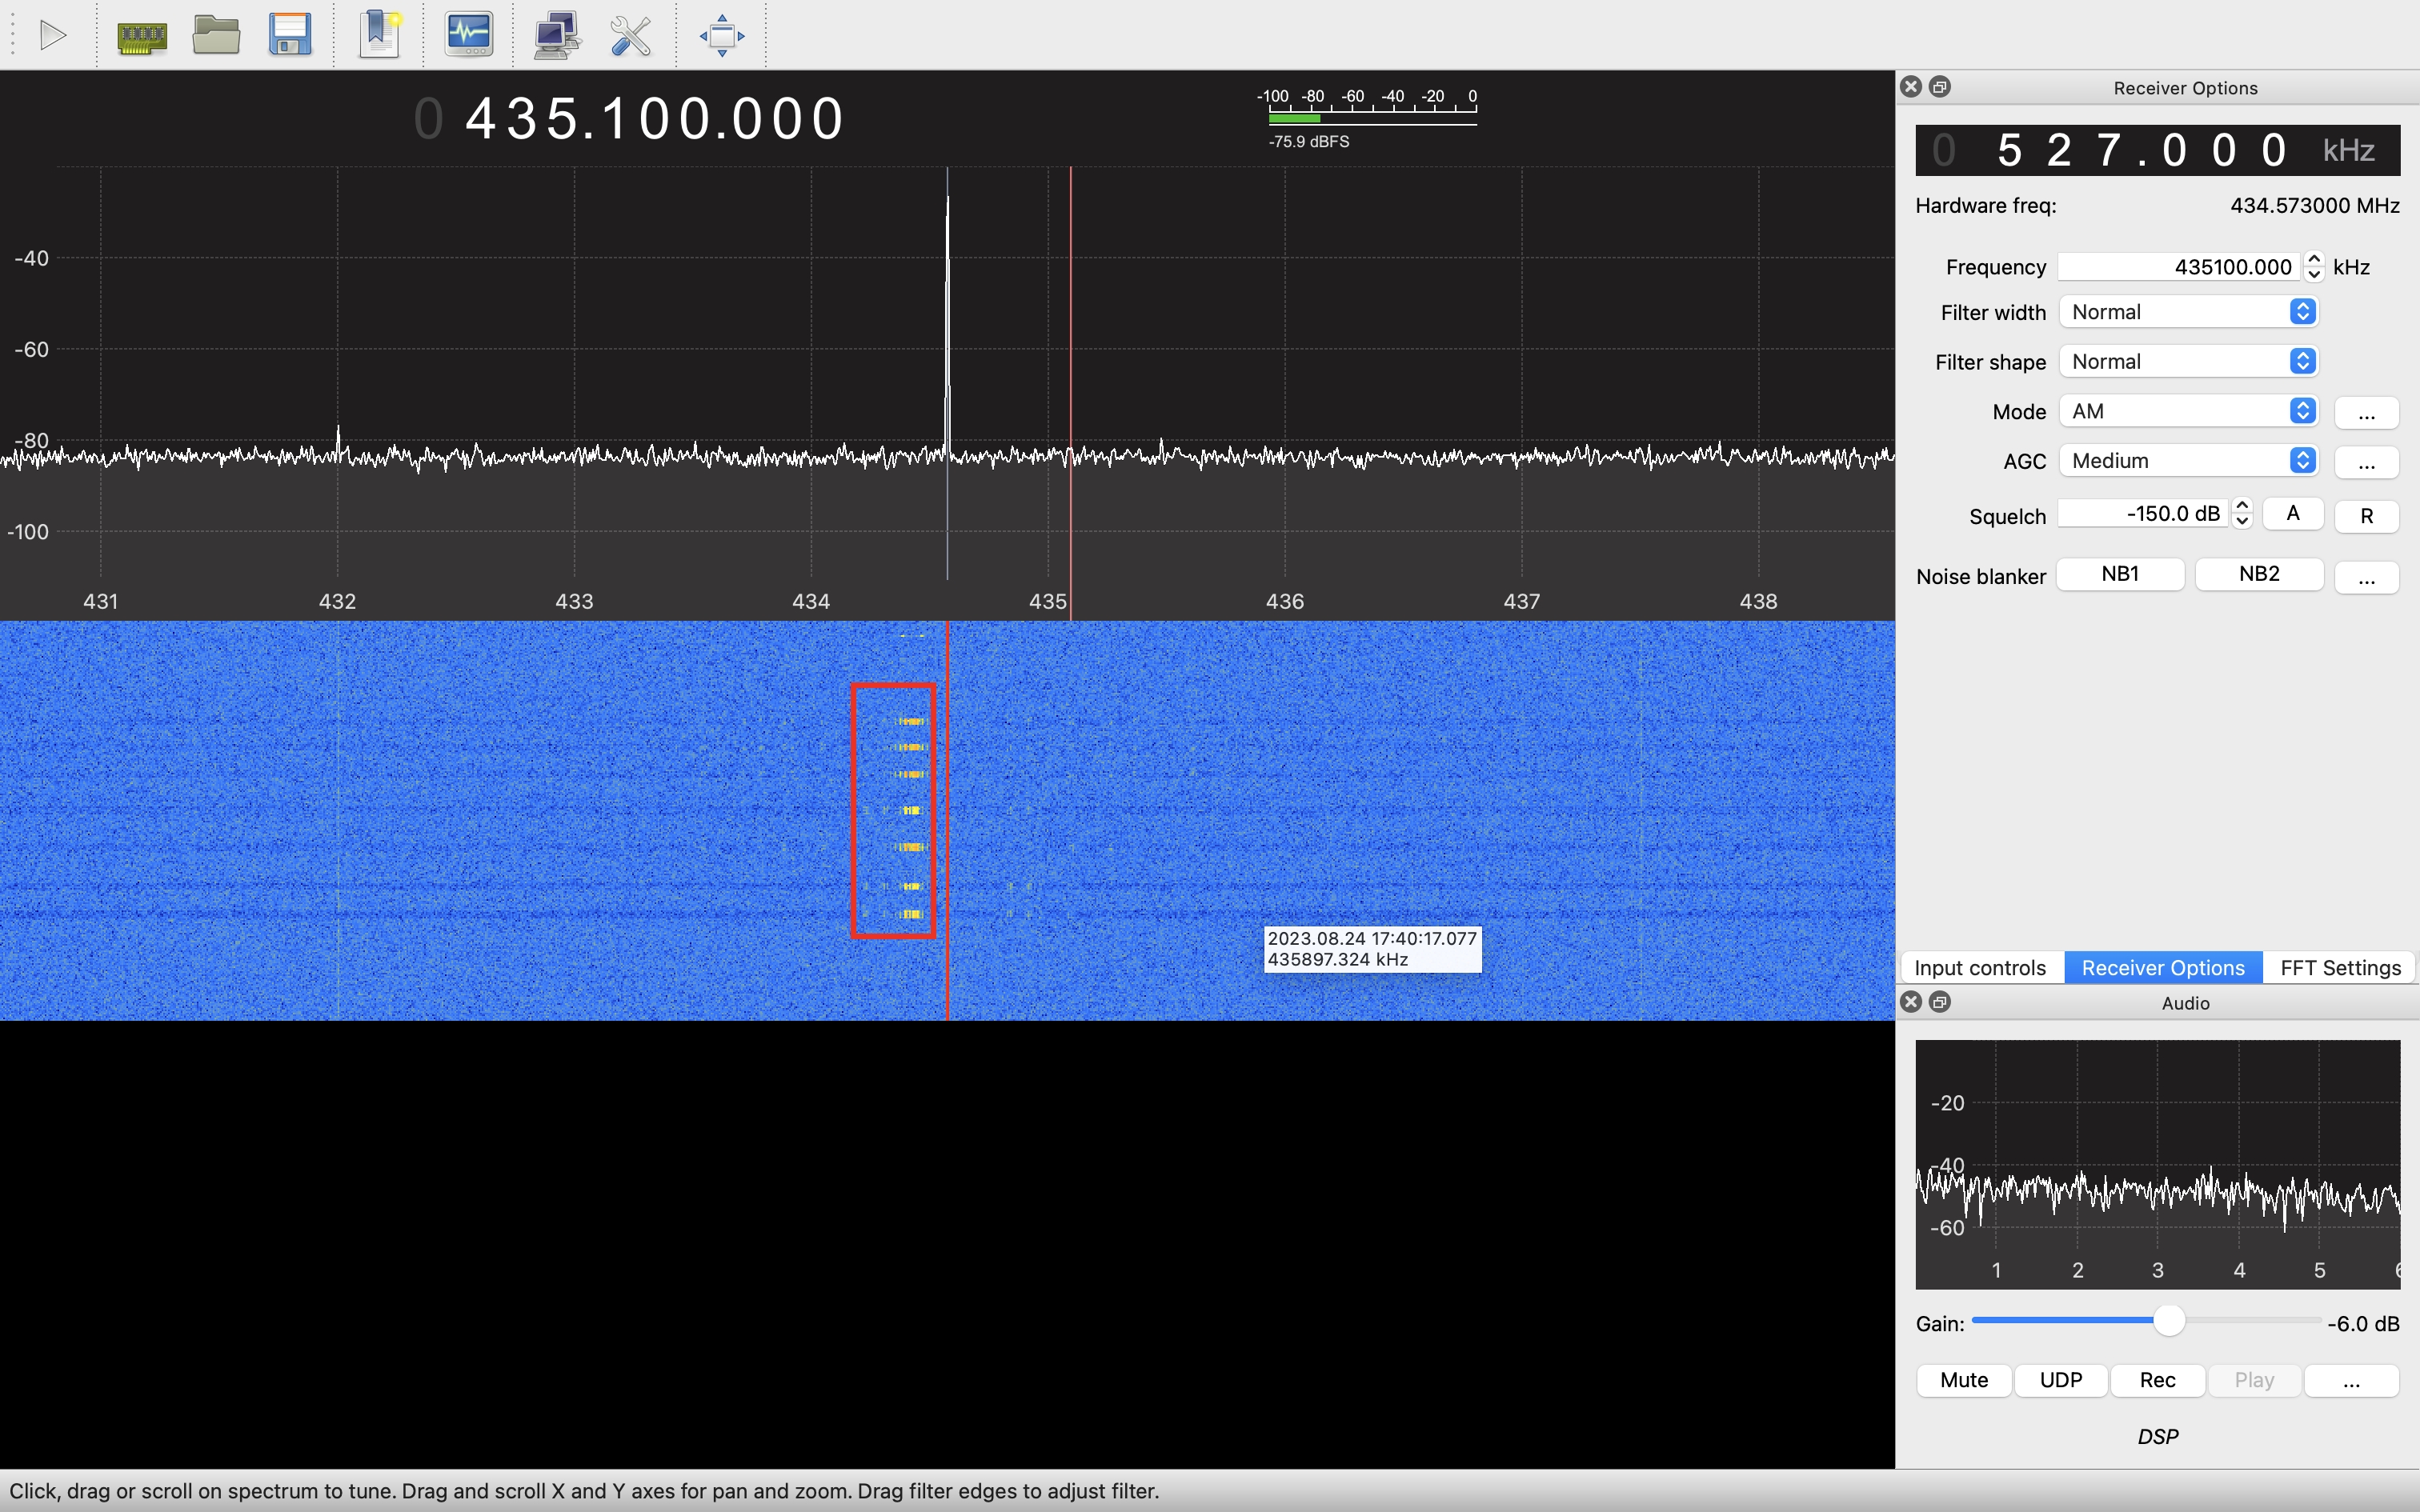 0 435.100.000
-100 -80 -60 -40 -20 0
-75.9 dBFS
-40
-60
-80
-100
431 432 433 434 435 436 437 438
2023.08.24 17:40:17.077
435897.324 kHz
Receiver Options
0 527.000 kHz
Hardware freq: 434.573000 MHz
Frequency 435100.000 kHz
Filter width Normal
Filter shape Normal
Mode AM ...
AGC Medium ...
Squelch -150.0 dB A R
Noise blanker NB1 NB2 ...
Input controls Receiver Options FFT Settings
Audio
-20
-40
-60
1 2 3 4 5 6
Gain: -6.0 dB
Mute UDP Rec Play ...
DSP
Click, drag or scroll on spectrum to tune. Drag and scroll X and Y axes for pan and zoom. Drag filter edges to adjust filter.